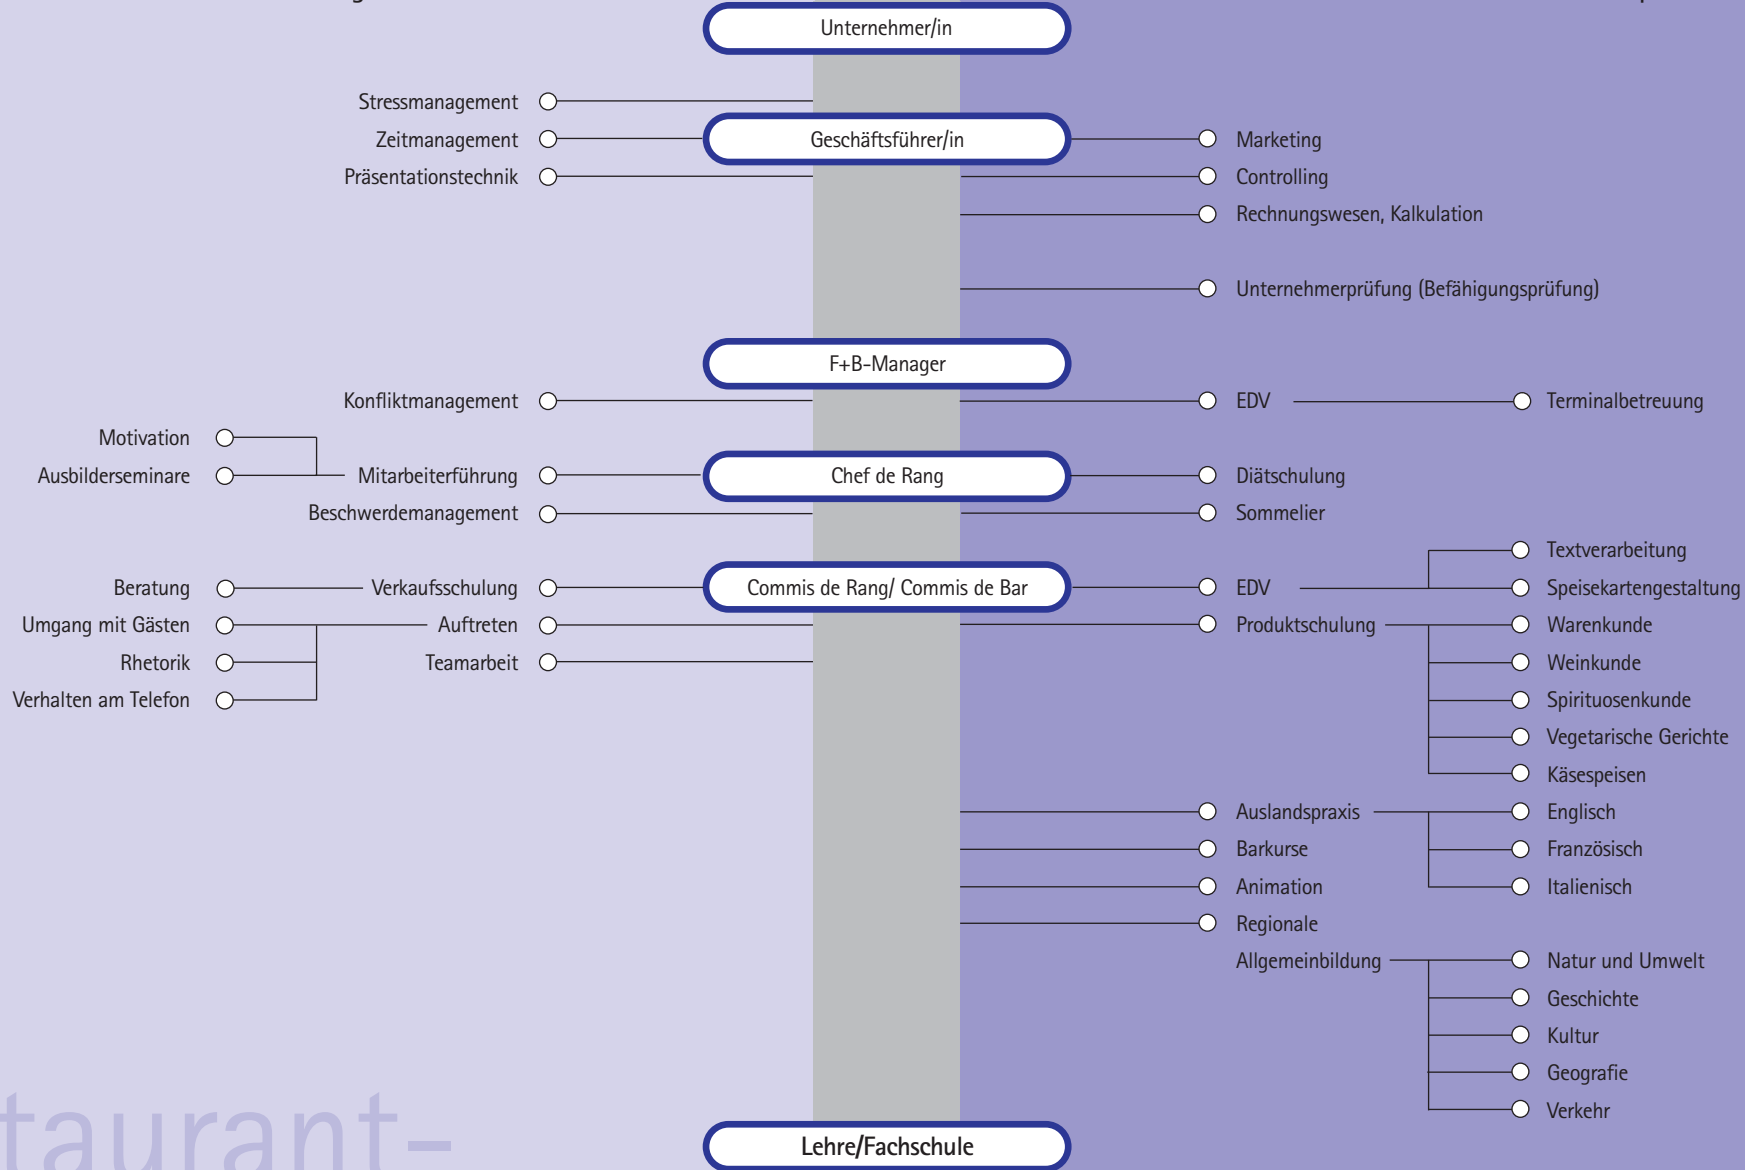 Unternehmer/in
Stressmanagement
Zeitmanagement
Geschäftsführer/in
Marketing
Präsentationstechnik
Controlling
Rechnungswesen, Kalkulation
Unternehmerprüfung (Befähigungsprüfung)
F+B-Manager
Konfliktmanagement
EDV
Terminalbetreuung
Motivation
Ausbilderseminare
Mitarbeiterführung
Chef de Rang
Diätschulung
Beschwerdemanagement
Sommelier
Textverarbeitung
Beratung
Verkaufsschulung
Commis de Rang/ Commis de Bar
EDV
Speisekartengestaltung
Umgang mit Gästen
Auftreten
Produktschulung
Warenkunde
Rhetorik
Teamarbeit
Weinkunde
Verhalten am Telefon
Spirituosenkunde
Vegetarische Gerichte
Käsespeisen
Auslandspraxis
Englisch
Barkurse
Französisch
Animation
Italienisch
Regionale
Allgemeinbildung
Natur und Umwelt
Geschichte
Kultur
Geografie
Verkehr
taurant-
Lehre/Fachschule